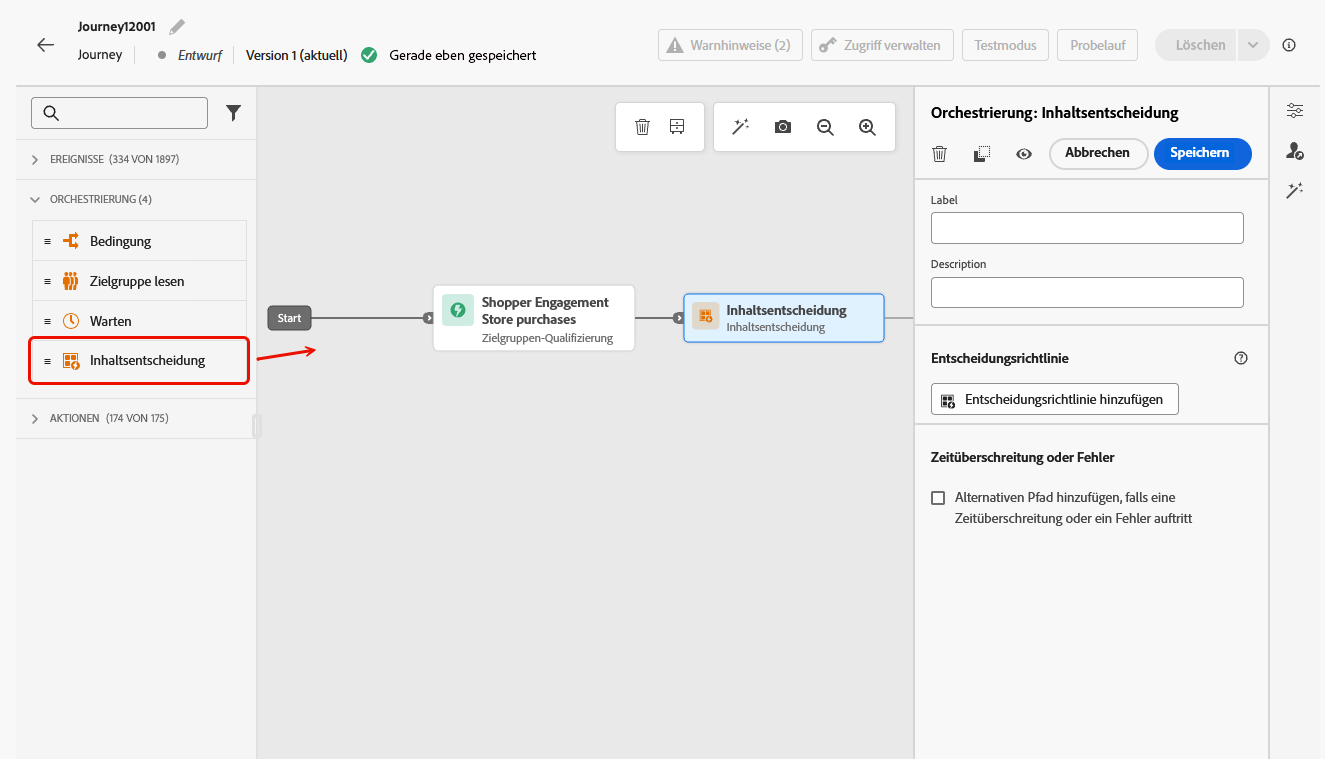 Journey12001
Journey
Entwurf
Version 1 (aktuell)
Gerade eben gespeichert
Warnhinweise (2)
Zugriff verwalten
Testmodus
Probelauf
Löschen
EREIGNISSE (334 VON 1897)
ORCHESTRIERUNG (4)
Bedingung
Zielgruppe lesen
Warten
Inhaltsentscheidung
AKTIONEN (174 VON 175)
Start
Shopper Engagement
Store purchases
Zielgruppen-Qualifizierung
Inhaltsentscheidung
Inhaltsentscheidung
Orchestrierung: Inhaltsentscheidung
Abbrechen
Speichern
Label
Description
Entscheidungsrichtlinie
Entscheidungsrichtlinie hinzufügen
Zeitüberschreitung oder Fehler
Alternativen Pfad hinzufügen, falls eine
Zeitüberschreitung oder ein Fehler auftritt